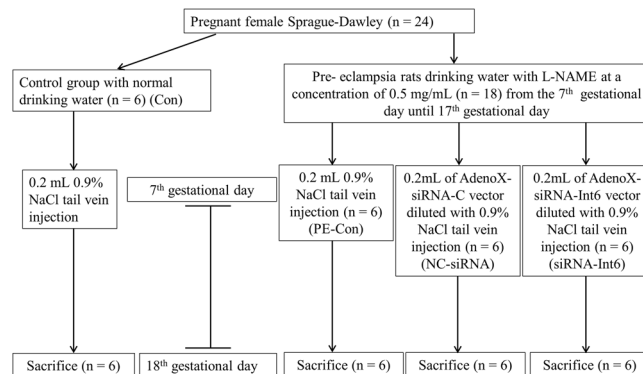 Pregnant female Sprague-Dawley (n = 24)
Control group with normal
drinking water (n = 6) (Con)
Pre- eclampsia rats drinking water with L-NAME at a
concentration of 0.5 mg/mL (n = 18) from the 7th gestational
day until 17th gestational day
0.2 mL 0.9%
NaCl tail vein
injection
7th gestational day
0.2 mL 0.9%
NaCl tail vein
injection (n = 6)
(PE-Con)
0.2mL of AdenoX-
siRNA-C vector
diluted with 0.9%
NaCl tail vein
injection (n = 6)
(NC-siRNA)
0.2mL of AdenoX-
siRNA-Int6 vector
diluted with 0.9%
NaCl tail vein
injection (n = 6)
(siRNA-Int6)
Sacrifice (n = 6)
18th gestational day
Sacrifice (n = 6)
Sacrifice (n = 6)
Sacrifice (n = 6)